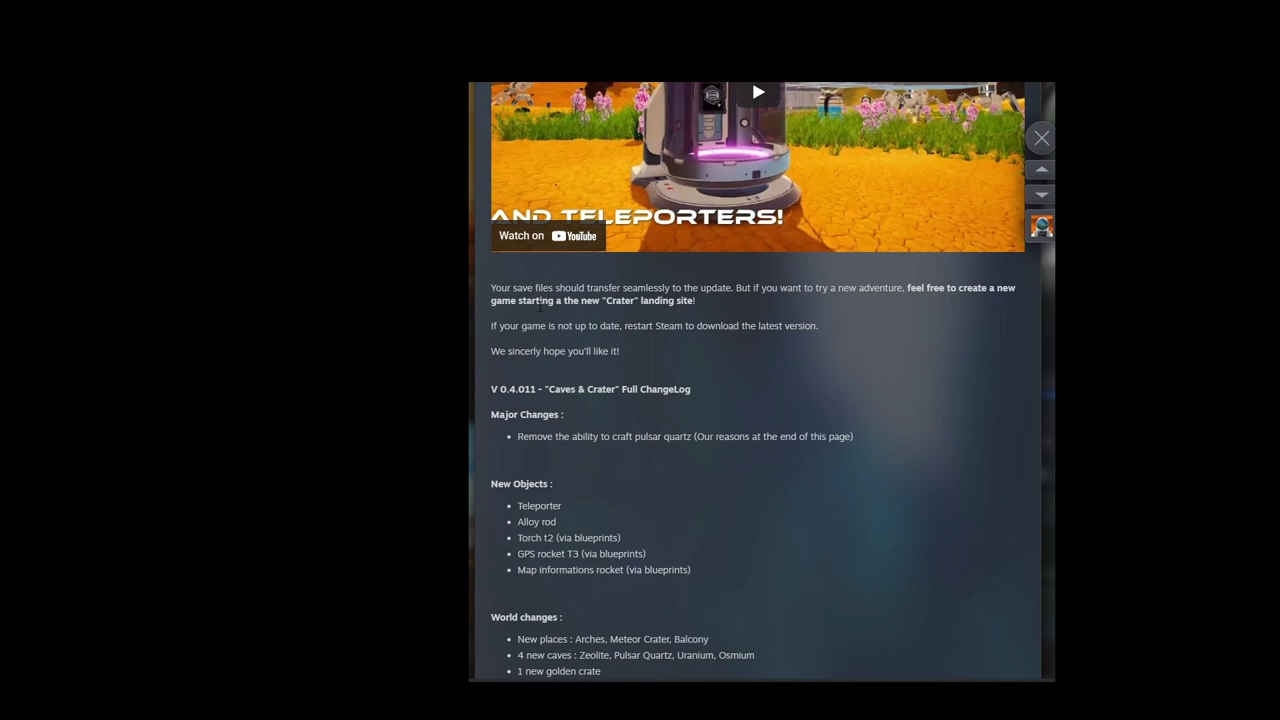 AND TELEPORTERS!
Watch on YouTube
Your save files should transfer seamlessly to the update. But if you want to try a new adventure, feel free to create a new
game starting a the new "Crater" landing site!
If your game is not up to date, restart Steam to download the latest version.
We sincerly hope you'll like it!
V 0.4.011 - "Caves & Crater" Full ChangeLog
Major Changes :
• Remove the ability to craft pulsar quartz (Our reasons at the end of this page)
New Objects :
• Teleporter
• Alloy rod
• Torch t2 (via blueprints)
• GPS rocket T3 (via blueprints)
• Map informations rocket (via blueprints)
World changes :
• New places : Arches, Meteor Crater, Balcony
• 4 new caves : Zeolite, Pulsar Quartz, Uranium, Osmium
• 1 new golden crate